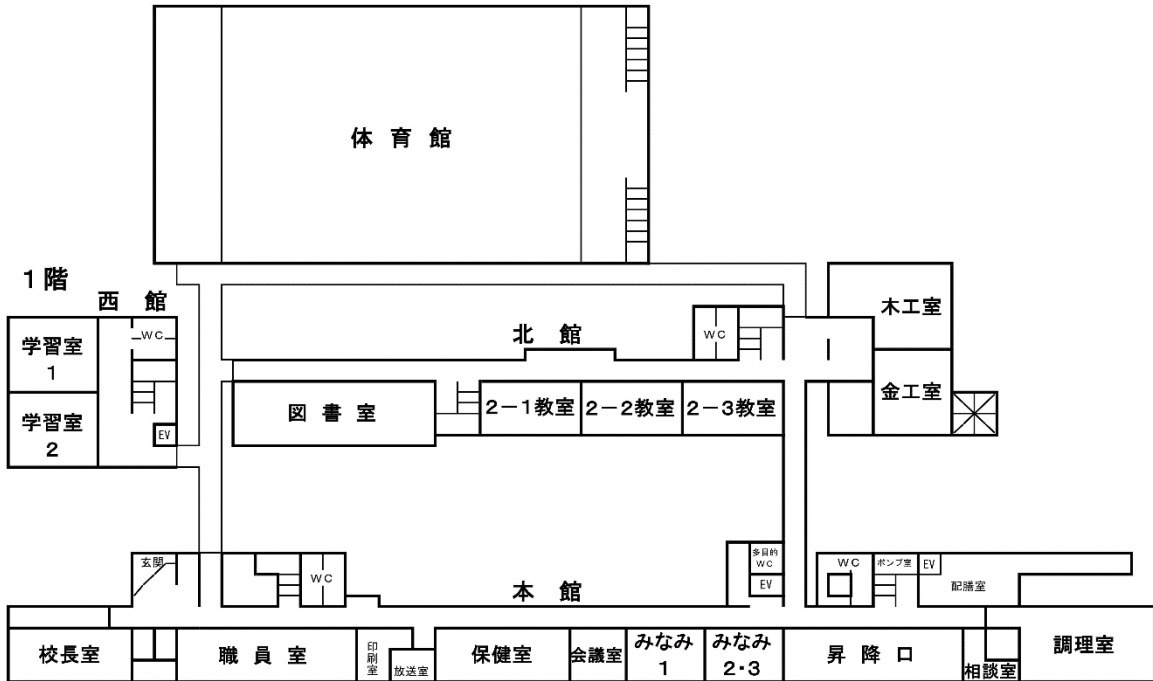 体 育 館
1階
西 館
学習室
1
WC
学習室
2
EV
北 館
WC
木工室
金工室
図 書 室
2－1教室
2－2教室
2－3教室
玄関
WC
本 館
多目的
WC
EV
WC
ポンプ室
EV
配膳室
校長室
職 員 室
印刷室
放送室
保健室
会議室
みなみ
1
みなみ
2・3
昇 降 口
相談室
調理室